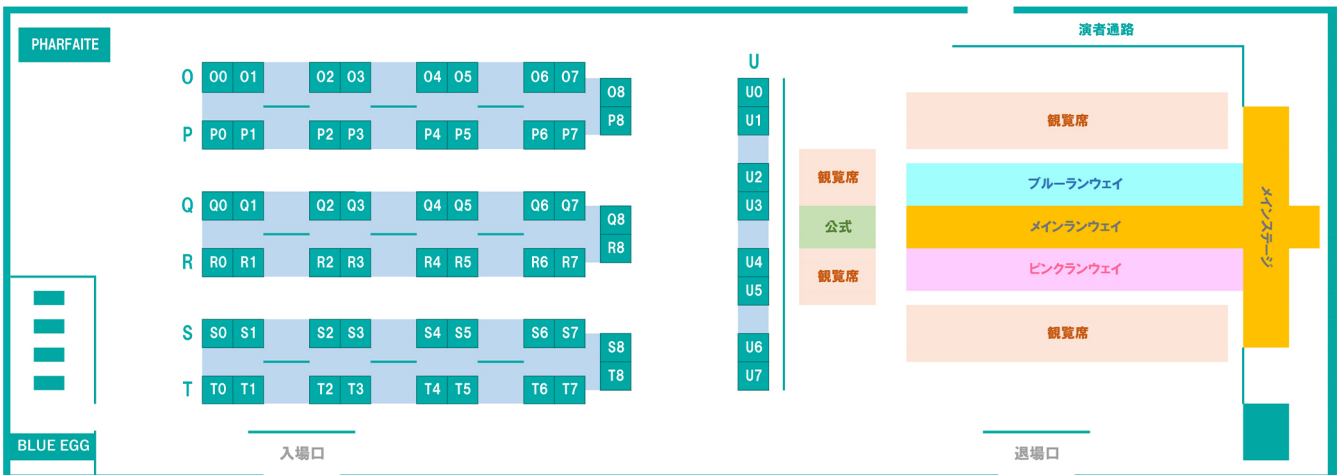 演者通路
PHARFAITE
U
O O0 O1 O2 O3 O4 O5 O6 O7
O8
P8
P P0 P1 P2 P3 P4 P5 P6 P7
Q Q0 Q1 Q2 Q3 Q4 Q5 Q6 Q7
Q8
R8
R R0 R1 R2 R3 R4 R5 R6 R7
S S0 S1 S2 S3 S4 S5 S6 S7
S8
T8
T T0 T1 T2 T3 T4 T5 T6 T7
U0
U1
U2
U3
U4
U5
U6
U7
観覧席
公式
観覧席
観覧席
ブルーランウェイ
メインランウェイ
ピンクランウェイ
観覧席
メインステージ
BLUE EGG
入場口
退場口